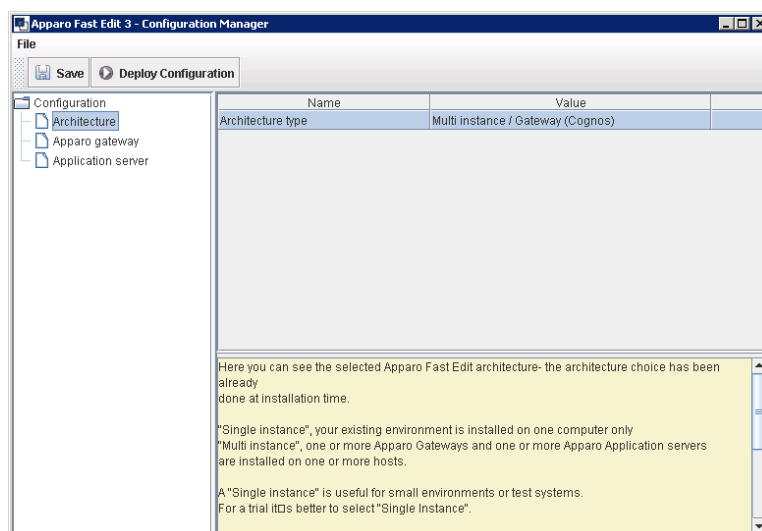 Apparo Fast Edit 3 - Configuration Manager
File
Save Deploy Configuration
Configuration
Architecture
Apparo gateway
Application server
Name Value
Architecture type Multi instance / Gateway (Cognos)
Here you can see the selected Apparo Fast Edit architecture- the architecture choice has been
already
done at installation time.
"Single instance", your existing environment is installed on one computer only
"Multi instance", one or more Apparo Gateways and one or more Apparo Application servers
are installed on one or more hosts.
A "Single instance" is useful for small environments or test systems.
For a trial it□s better to select "Single Instance".